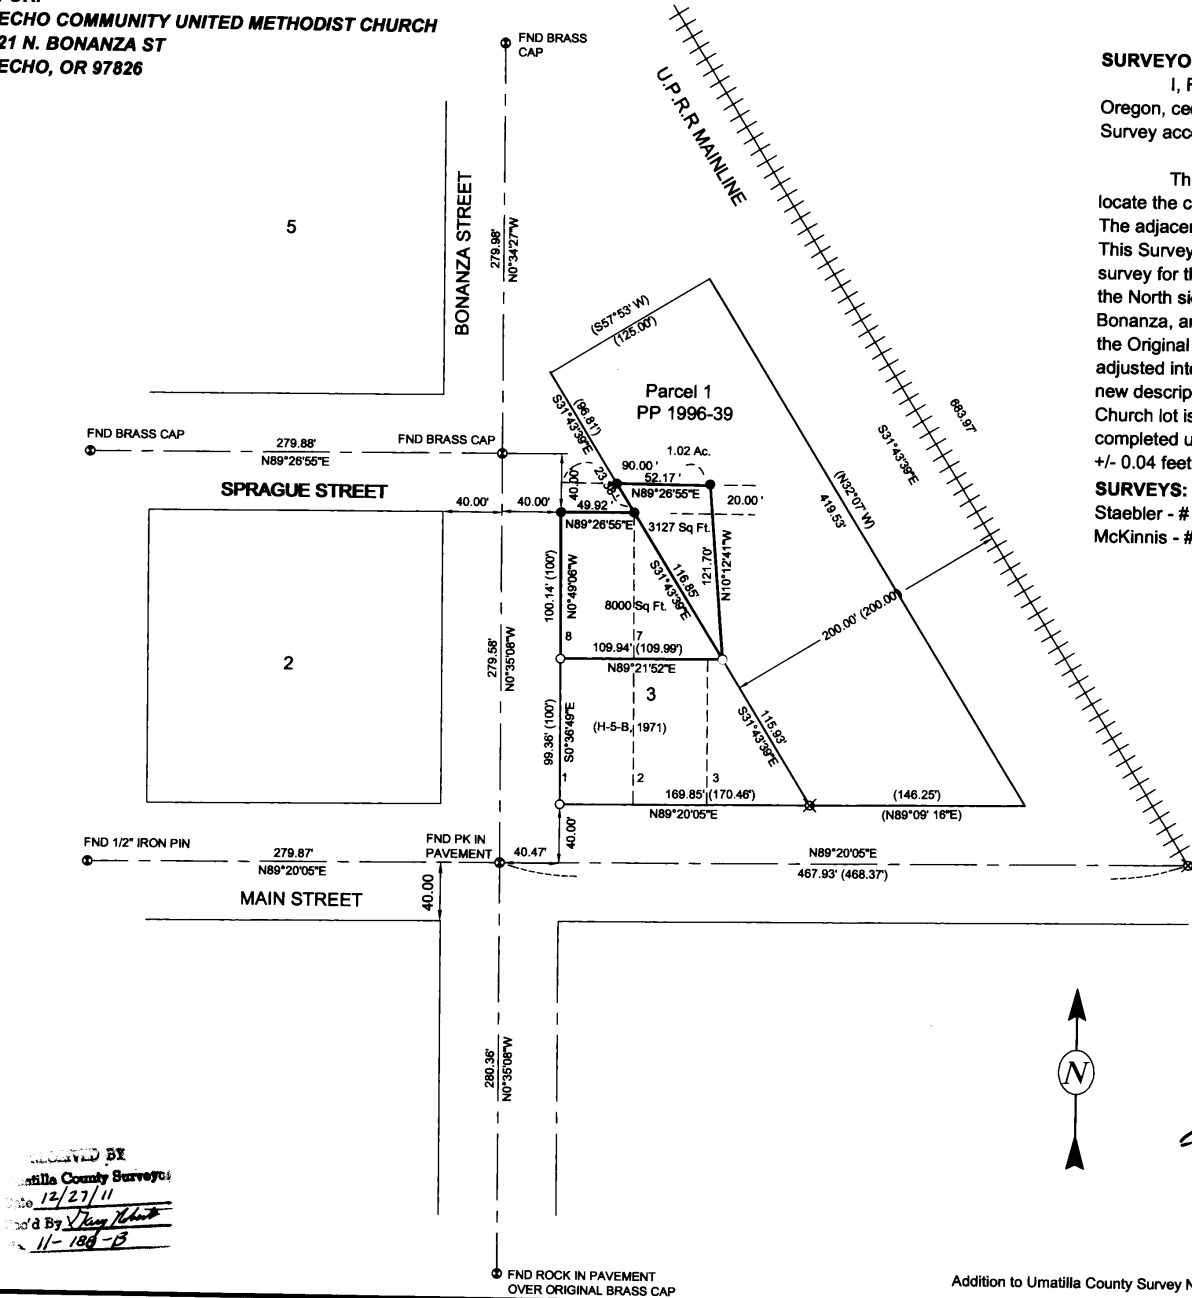 ECHO COMMUNITY UNITED METHODIST CHURCH
21 N. BONANZA ST
ECHO, OR 97826
FND BRASS
CAP
U.P.R.R MAINLINE
SURVEYO
I, F
Oregon, ce
Survey acc
Th
locate the c
The adjace
This Survey
survey for t
the North si
Bonanza, a
the Original
adjusted int
new descrip
Church lot is
completed u
+/- 0.04 feet
SURVEYS:
Staebler - #
McKinnis - #
5
BONANZA STREET
279.98'
N0°34'27"W
(S57°53' W)
(125.00')
Parcel 1
PP 1996-39
1.02 Ac.
(96.81')
S31°43'39"E
683.97'
S31°43'39"E
(N32°07' W)
419.53'
FND BRASS CAP
279.88'
N89°26'55"E
FND BRASS CAP
SPRAGUE STREET
40.00'
40.00'
40.00'
23.38'
90.00 '
52.17'
N89°26'55"E
20.00 '
49.92 '
N89°26'55"E
3127 Sq Ft.
121.70'
N10°12'41"W
116.85'
S31°43'39"E
100.14' (100')
N0°49'06"W
8000 Sq Ft.
8
7
109.94' (109.99')
N89°21'52"E
200.00' (200.00')
2
279.58'
N0°35'08"W
3
(H-5-B, 1971)
99.36' (100')
S0°36'49"E
115.93'
S31°43'39"E
1
2
3
169.85' (170.46')
N89°20'05"E
(146.25')
(N89°09' 16"E)
40.00'
FND 1/2" IRON PIN
279.87'
N89°20'05"E
FND PK IN
PAVEMENT
40.47'
N89°20'05"E
467.93' (468.37')
MAIN STREET
40.00
280.36'
N0°35'08"W
N
BY
County Survey
12/27/11
'd By
11-188-B
FND ROCK IN PAVEMENT
OVER ORIGINAL BRASS CAP
Addition to Umatilla County Survey N